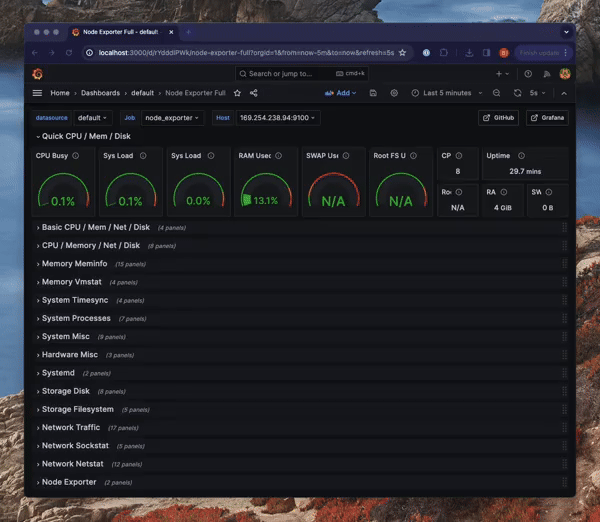 Node Exporter Full - default
localhost:3000/d/rYdddlPWk/node-exporter-full?orgId=1&from=now-5m&to=now&refresh=5s
Finish update
Search or jump to... cmd+k
Home › Dashboards › default › Node Exporter Full
Add
Last 5 minutes
5s
datasource default Job node_exporter Host 169.254.238.94:9100 GitHub Grafana
Quick CPU / Mem / Disk
CPU Busy Sys Load Sys Load RAM Used SWAP Us Root FS U CP Uptime
8 29.7 mins
0.1% 0.1% 0.0% 13.1% N/A N/A
Ro RA SW
N/A 4 GiB 0 B
Basic CPU / Mem / Net / Disk (4 panels)
CPU / Memory / Net / Disk (8 panels)
Memory Meminfo (15 panels)
Memory Vmstat (4 panels)
System Timesync (4 panels)
System Processes (7 panels)
System Misc (9 panels)
Hardware Misc (3 panels)
Systemd (2 panels)
Storage Disk (8 panels)
Storage Filesystem (5 panels)
Network Traffic (17 panels)
Network Sockstat (5 panels)
Network Netstat (12 panels)
Node Exporter (2 panels)